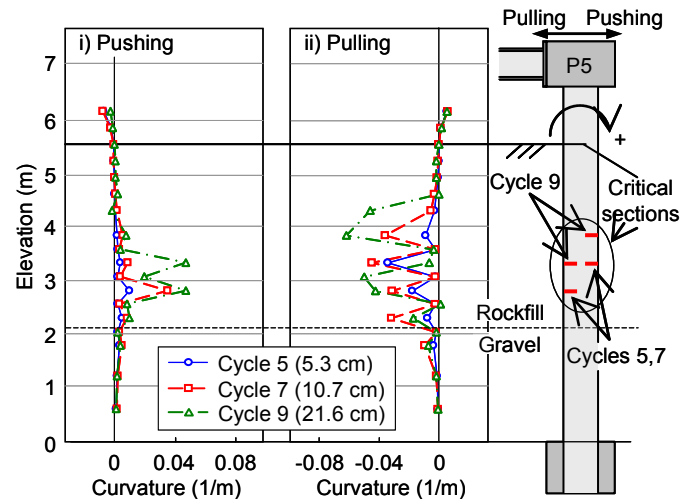 Pulling Pushing
i) Pushing
ii) Pulling
P5
7
6
5
4
3
2
1
0
Elevation (m)
+
Cycle 9
Critical
sections
Rockfill
Gravel
Cycles 5,7
Cycle 5 (5.3 cm)
Cycle 7 (10.7 cm)
Cycle 9 (21.6 cm)
0 0.04 0.08
-0.08 -0.04 0
Curvature (1/m)
Curvature (1/m)